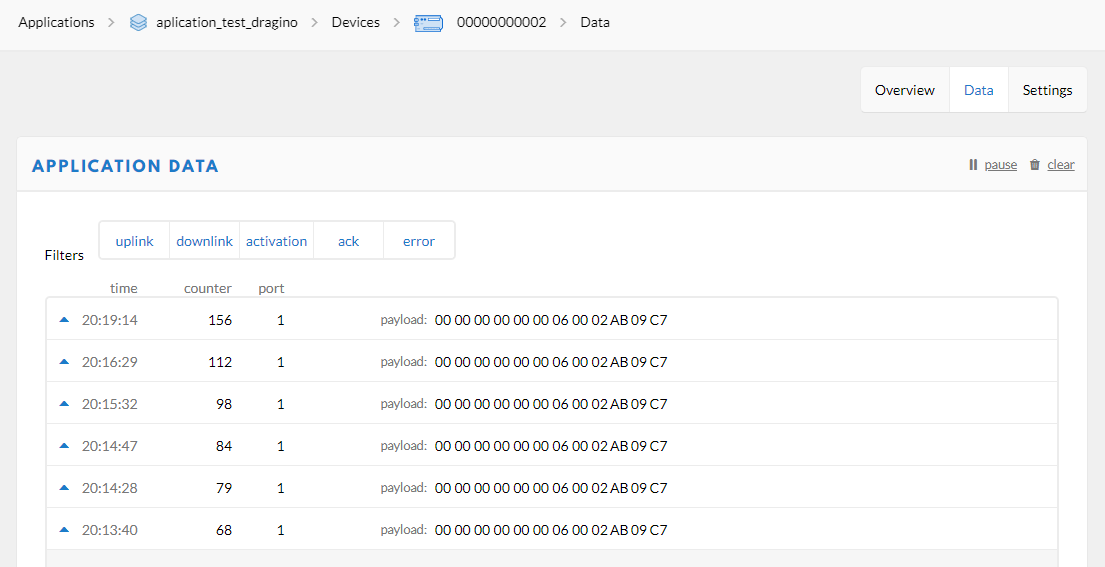 Applications aplication_test_dragino Devices 00000000002 Data
Overview Data Settings
APPLICATION DATA pause clear
Filters uplink downlink activation ack error
time counter port
20:19:14 156 1 payload: 00 00 00 00 00 00 06 00 02 AB 09 C7
20:16:29 112 1 payload: 00 00 00 00 00 00 06 00 02 AB 09 C7
20:15:32 98 1 payload: 00 00 00 00 00 00 06 00 02 AB 09 C7
20:14:47 84 1 payload: 00 00 00 00 00 00 06 00 02 AB 09 C7
20:14:28 79 1 payload: 00 00 00 00 00 00 06 00 02 AB 09 C7
20:13:40 68 1 payload: 00 00 00 00 00 00 06 00 02 AB 09 C7